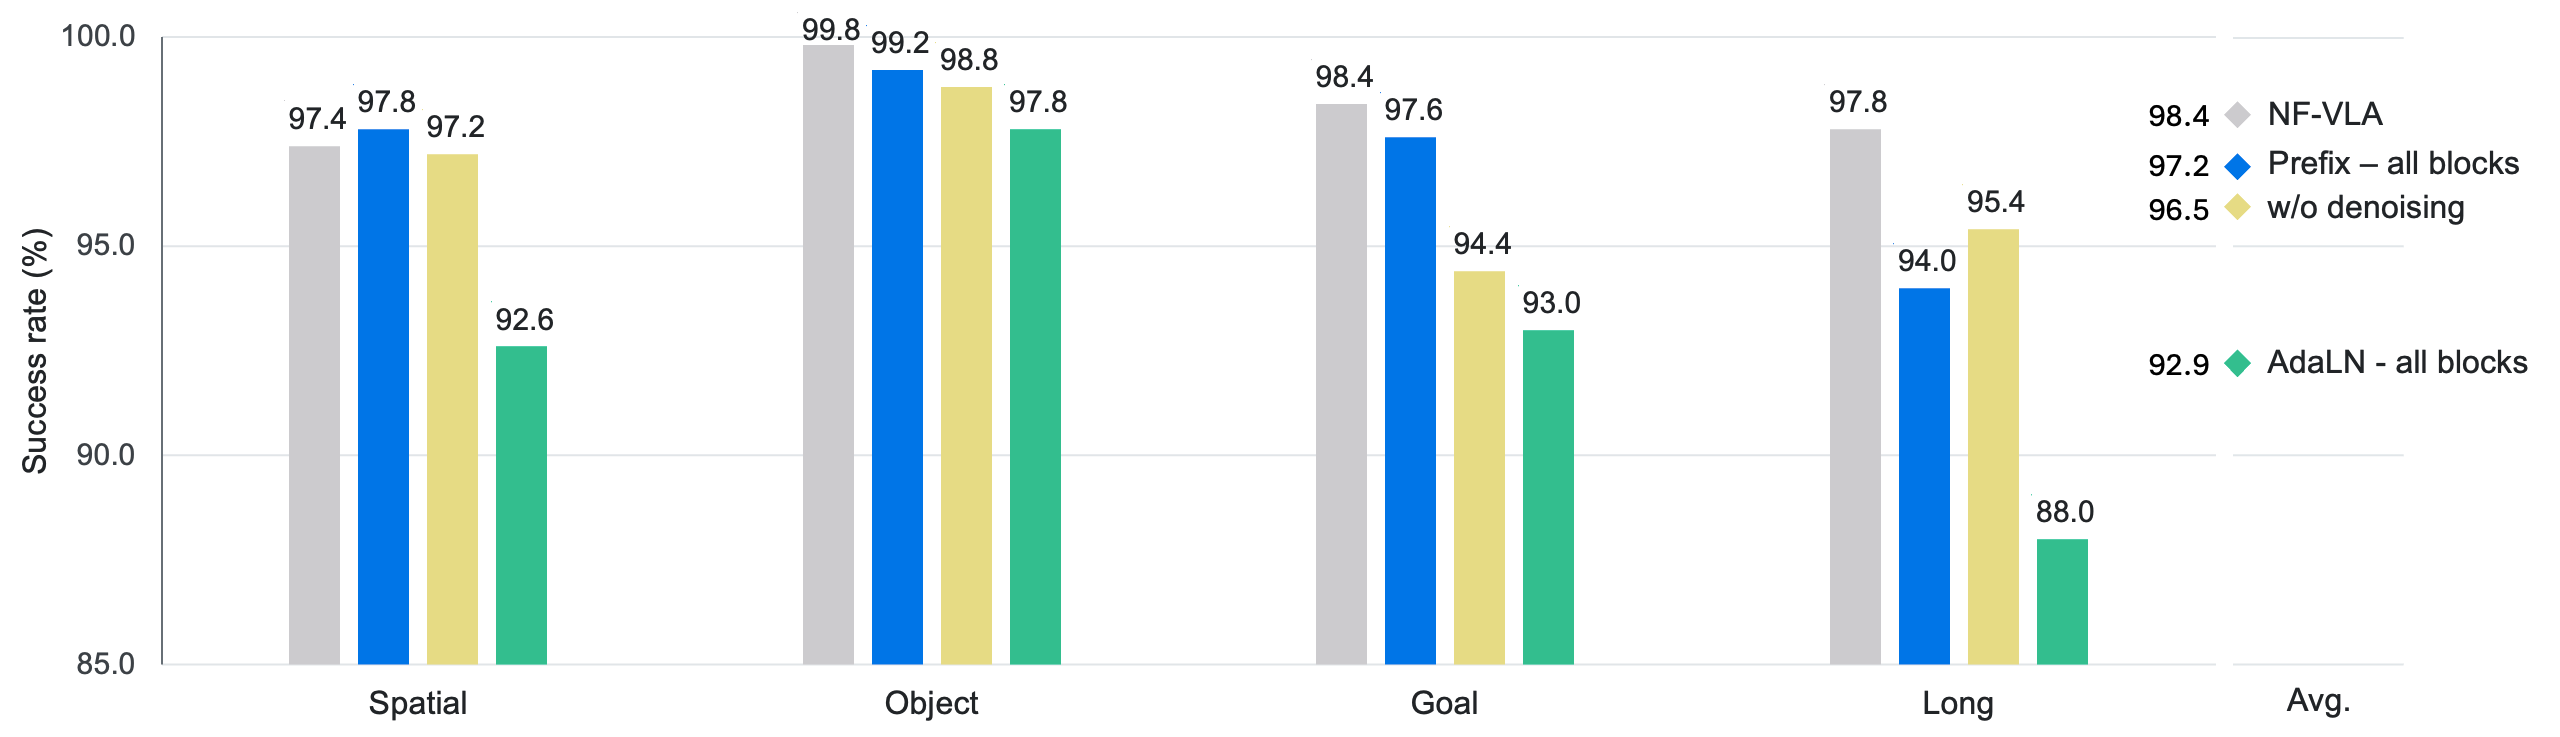 Success rate (%)
100.0
95.0
90.0
85.0
97.4
97.8
97.2
92.6
Spatial
99.8
99.2
98.8
97.8
Object
98.4
97.6
94.4
93.0
Goal
97.8
94.0
95.4
88.0
Long
98.4 NF-VLA
97.2 Prefix – all blocks
96.5 w/o denoising
92.9 AdaLN - all blocks
Avg.